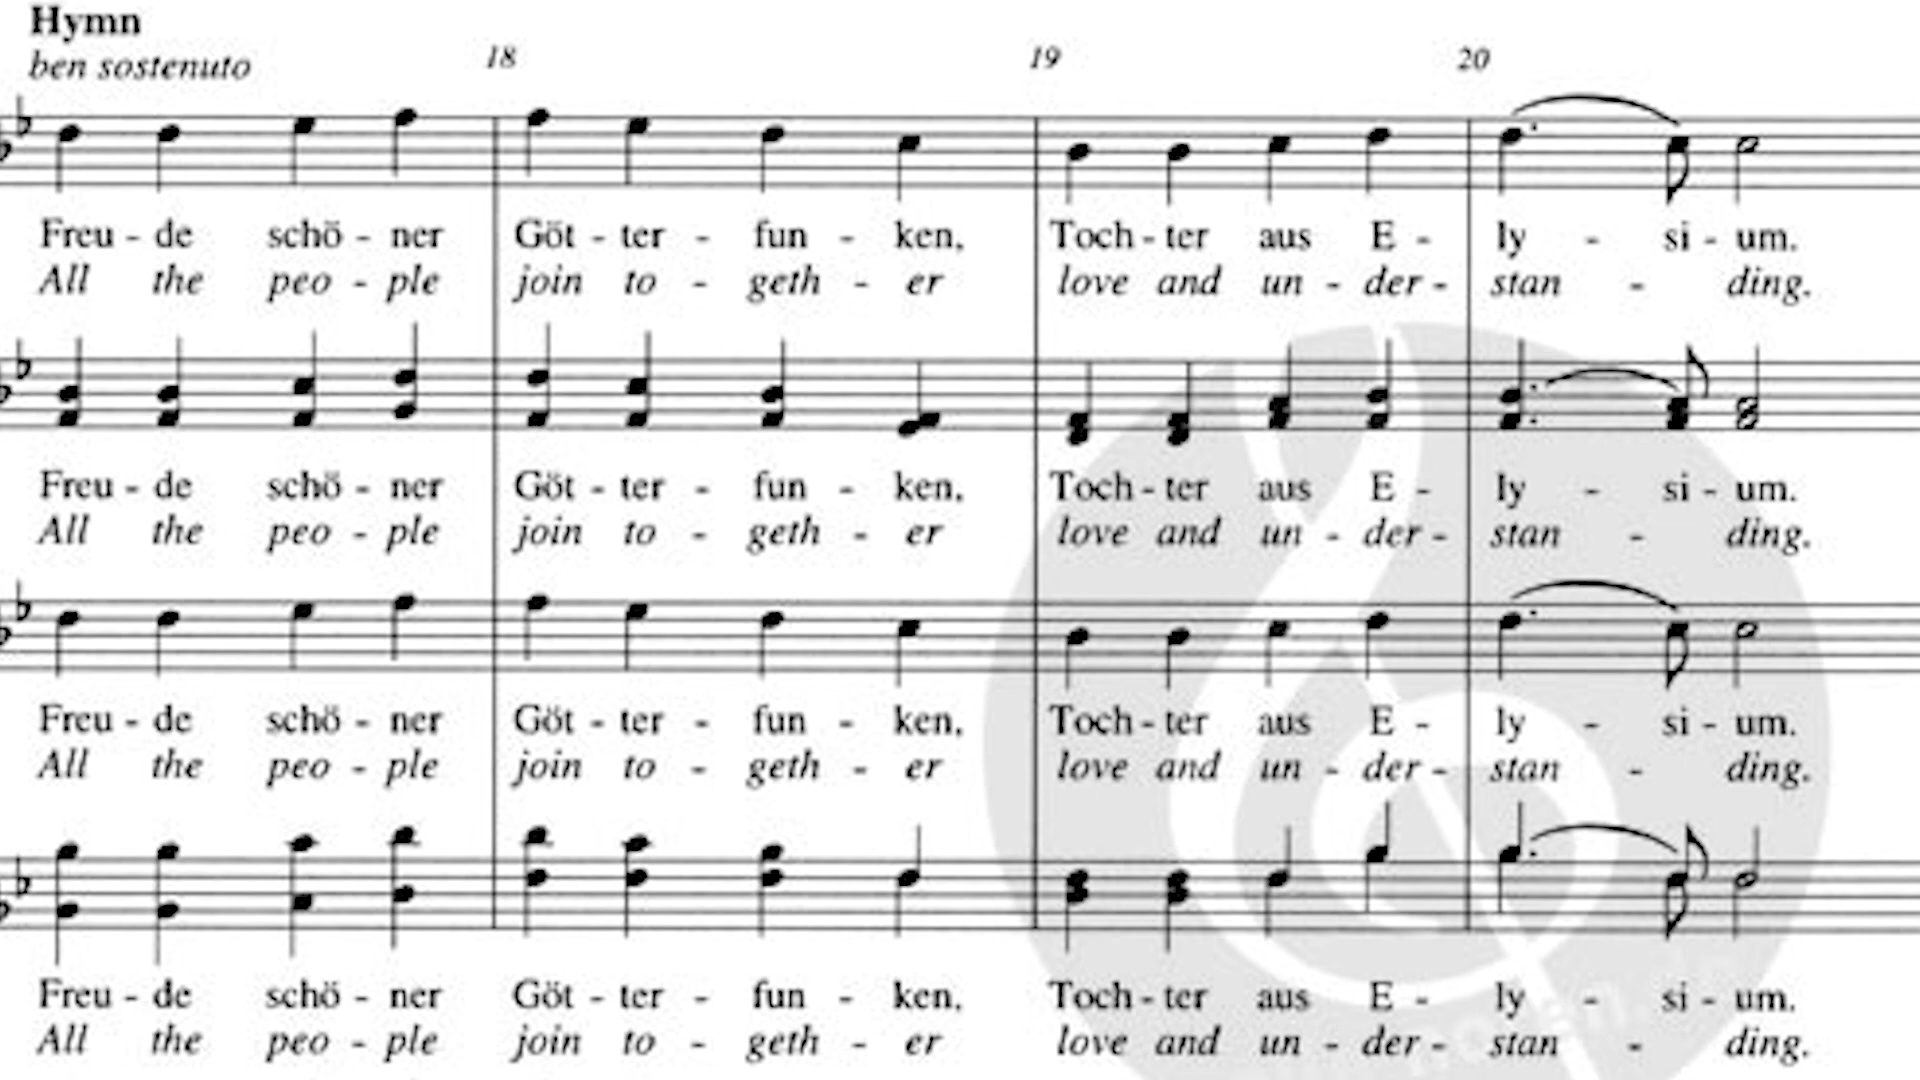 Hymn
ben sostenuto
18 19 20
Freu - de schö - ner Göt - ter - fun - ken, Toch - ter aus E - ly - si - um.
All the peo - ple join to - geth - er love and un - der - stan - ding.
Freu - de schö - ner Göt - ter - fun - ken, Toch - ter aus E - ly - si - um.
All the peo - ple join to - geth - er love and un - der - stan - ding.
Freu - de schö - ner Göt - ter - fun - ken, Toch - ter aus E - ly - si - um.
All the peo - ple join to - geth - er love and un - der - stan - ding.
Freu - de schö - ner Göt - ter - fun - ken, Toch - ter aus E - ly - si - um.
All the peo - ple join to - geth - er love and un - der - stan - ding.